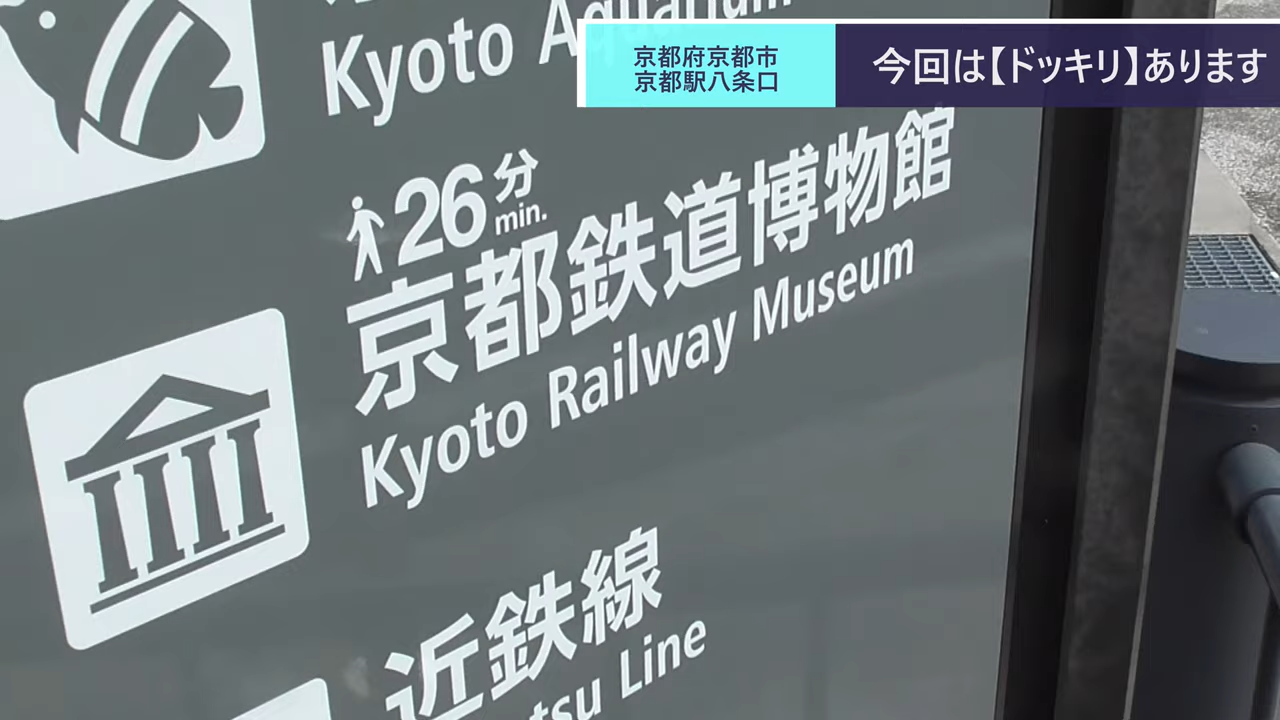 Kyoto Aquarium
京都府京都市
京都駅八条口
今回は【ドッキリ】あります
26分
min.
京都鉄道博物館
Kyoto Railway Museum
近鉄線
Line